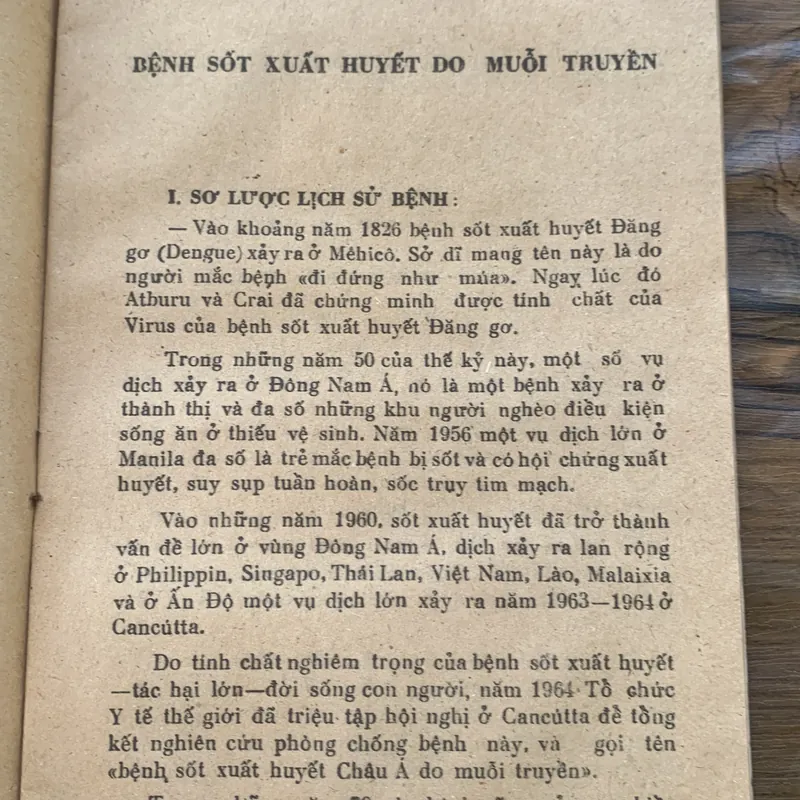 BỆNH SỐT XUẤT HUYẾT DO MUỖI TRUYỀN
I. SƠ LƯỢC LỊCH SỬ BỆNH :
— Vào khoảng năm 1826 bệnh sốt xuất huyết Đăng
gơ (Dengue) xảy ra ở Mêhicô. Sở dĩ mang tên này là do
người mắc bệnh «đi đứng như múa». Ngay lúc đó
Atburu và Crai đã chứng minh được tính chất của
Virus của bệnh sốt xuất huyết Đăng gơ.
Trong những năm 50 của thế kỷ này, một số vụ
dịch xảy ra ở Đông Nam Á, nó là một bệnh xảy ra ở
thành thị và đa số những khu người nghèo điều kiện
sống ăn ở thiếu vệ sinh. Năm 1956 một vụ dịch lớn ở
Manila đa số là trẻ mắc bệnh bị sốt và có hội chứng xuất
huyết, suy sụp tuần hoàn, sốc trụy tim mạch.
Vào những năm 1960, sốt xuất huyết đã trở thành
vấn đề lớn ở vùng Đông Nam Á, dịch xảy ra lan rộng
ở Philippin, Singapo, Thái Lan, Việt Nam, Lào, Malaixia
và ở Ấn Độ một vụ dịch lớn xảy ra năm 1963—1964 ở
Cancútta.
Do tính chất nghiêm trọng của bệnh sốt xuất huyết
—tác hại lớn—đời sống con người, năm 1964 Tổ chức
Y tế thế giới đã triệu tập hội nghị ở Cancútta để tổng
kết nghiên cứu phòng chống bệnh này, và gọi tên
«bệnh sốt xuất huyết Châu Á do muỗi truyền».